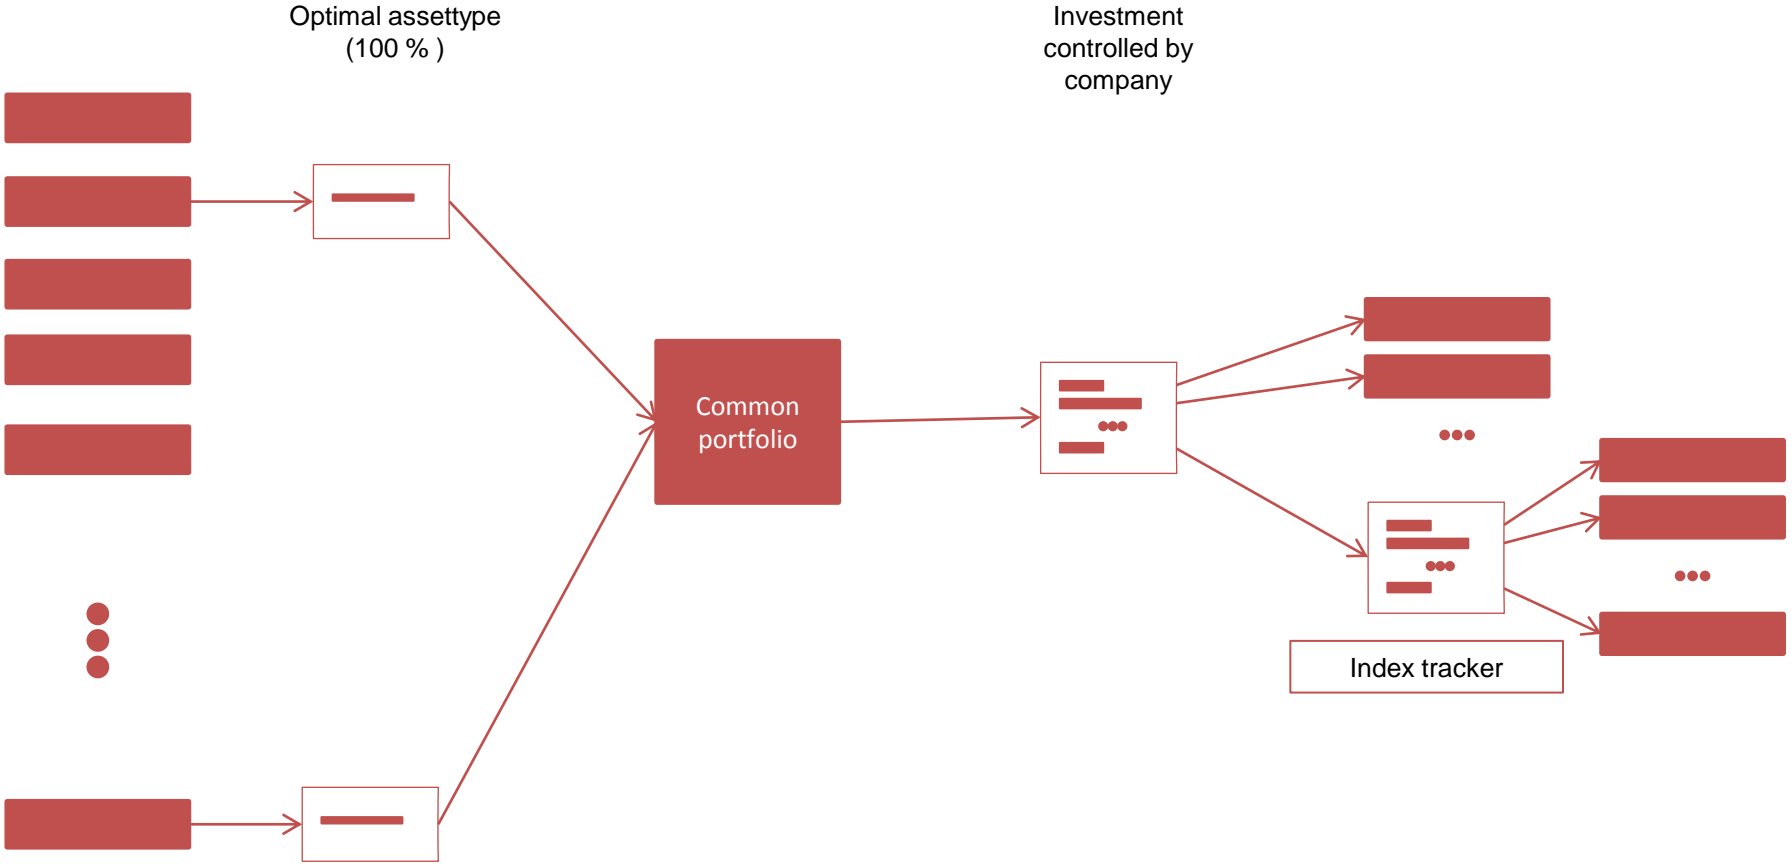 Optimal assettype
(100 % )
Investment
controlled by
company
Common
portfolio
Index tracker